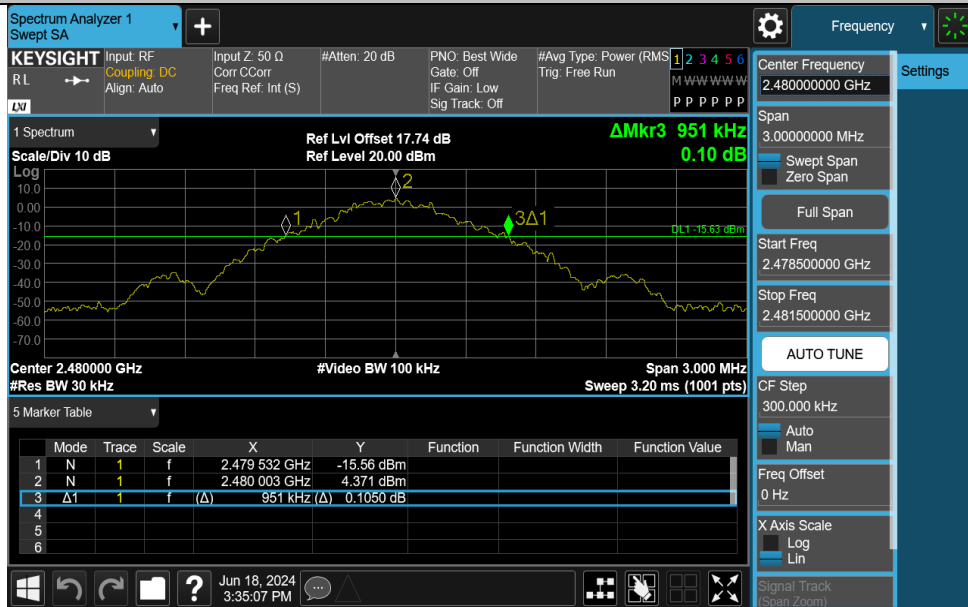 Spectrum Analyzer 1
Swept SA
Frequency
KEYSIGHT
RL
LXI
Input: RF
Coupling: DC
Align: Auto
Input Z: 50 Ω
Corr CCorr
Freq Ref: Int (S)
#Atten: 20 dB
PNO: Best Wide
Gate: Off
IF Gain: Low
Sig Track: Off
#Avg Type: Power (RMS
Trig: Free Run
1 2 3 4 5 6
M W W W W W
P P P P P P
1 Spectrum
Scale/Div 10 dB
Ref Lvl Offset 17.74 dB
Ref Level 20.00 dBm
ΔMkr3 951 kHz
0.10 dB
Log
10.0
0.00
-10.0
-20.0
-30.0
-40.0
-50.0
-60.0
-70.0
1
2
3Δ1
DL1 -15.63 dBm
Center 2.480000 GHz
#Video BW 100 kHz
Span 3.000 MHz
#Res BW 30 kHz
Sweep 3.20 ms (1001 pts)
5 Marker Table
Mode Trace Scale X Y Function Function Width Function Value
1 N 1 f 2.479 532 GHz -15.56 dBm
2 N 1 f 2.480 003 GHz 4.371 dBm
3 Δ1 1 f (Δ) 951 kHz (Δ) 0.1050 dB
4
5
6
Jun 18, 2024
3:35:07 PM
Center Frequency
2.480000000 GHz
Settings
Span
3.00000000 MHz
Swept Span
Zero Span
Full Span
Start Freq
2.478500000 GHz
Stop Freq
2.481500000 GHz
AUTO TUNE
CF Step
300.000 kHz
Auto
Man
Freq Offset
0 Hz
X Axis Scale
Log
Lin
Signal Track
(Span Zoom)